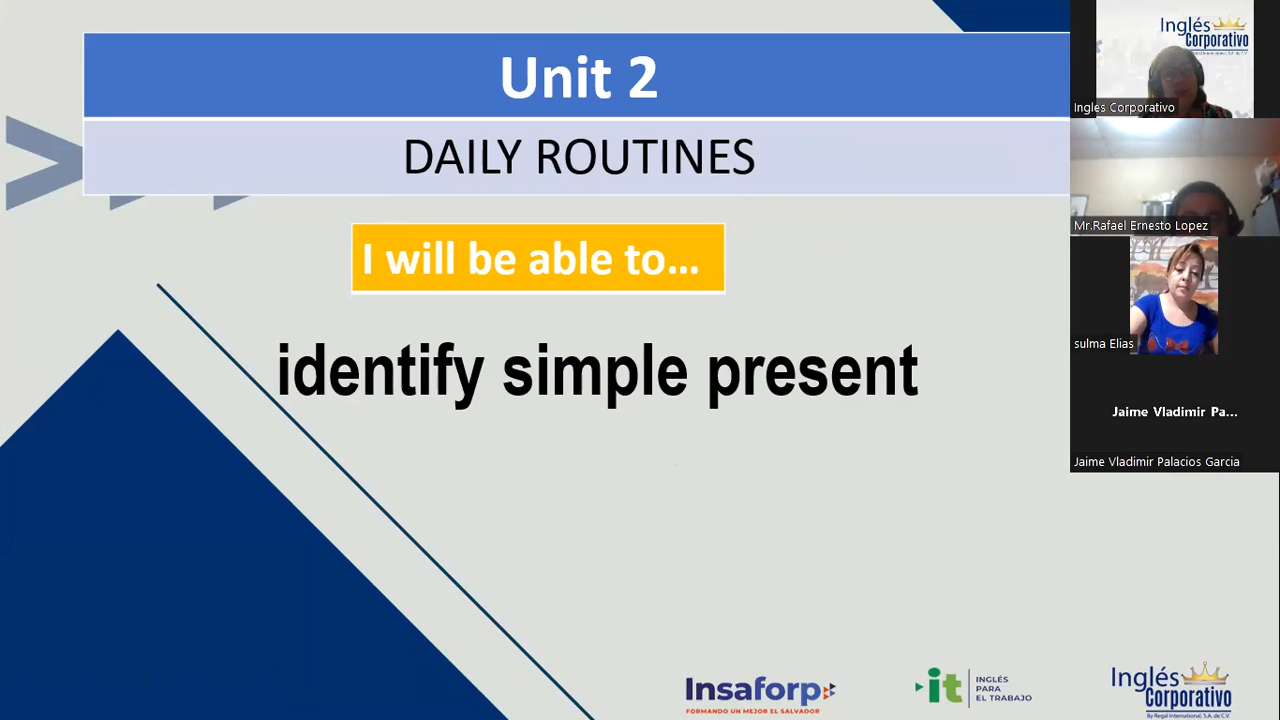 Unit 2
DAILY ROUTINES
I will be able to...
identify simple present
Inglés
Corporativo
Ingles Corporativo
Mr.Rafael Ernesto Lopez
sulma Elias
Jaime Vladimir Pa...
Jaime Vladimir Palacios Garcia
Insaforp
FORMANDO UN MEJOR EL SALVADOR
it
INGLÉS
PARA
EL TRABAJO
Inglés
Corporativo
By Regal International, S.A. de C.V.